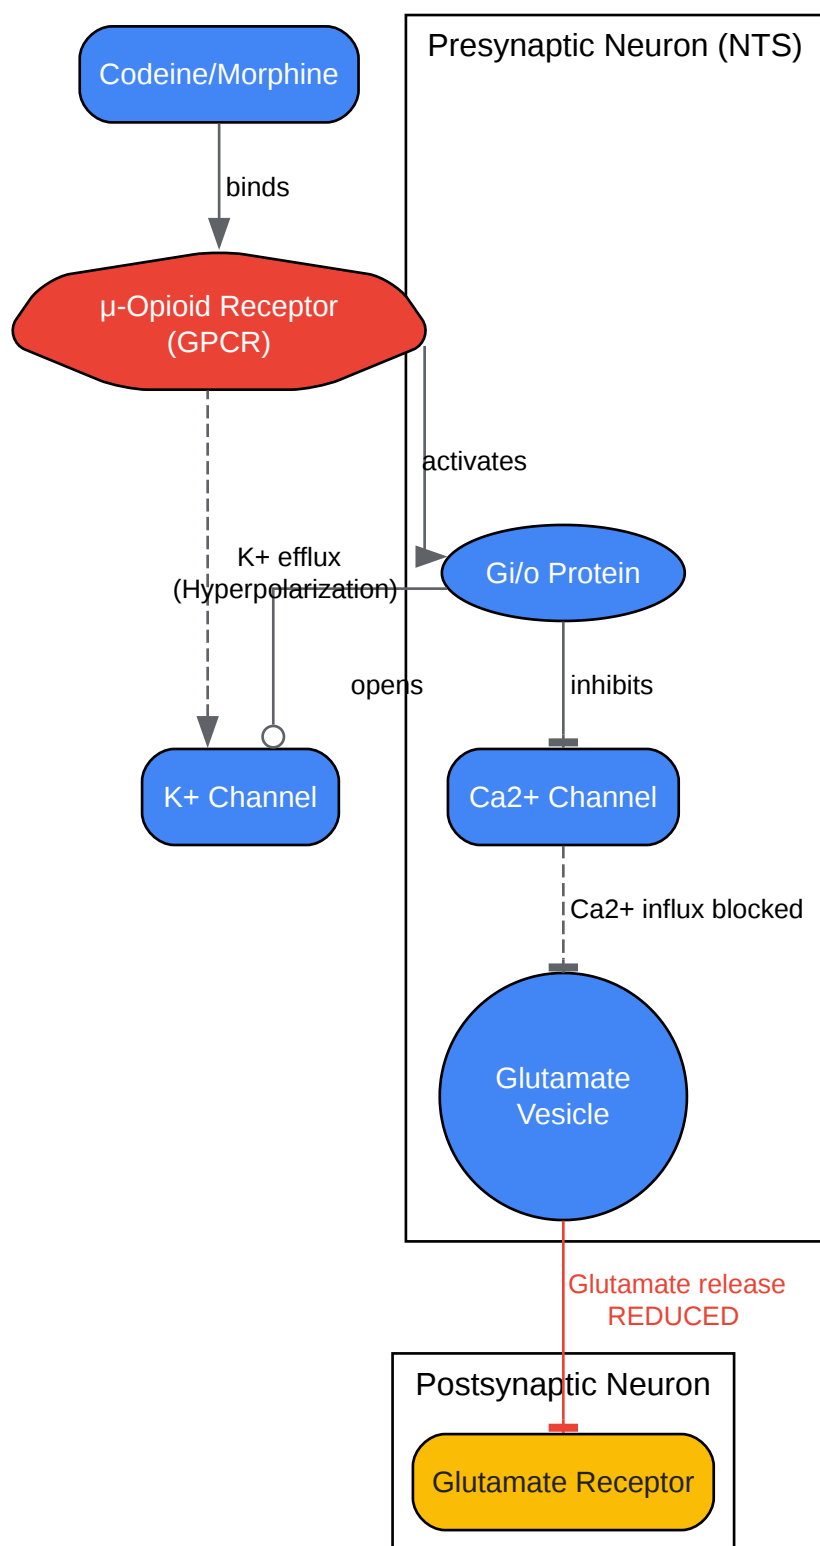 Presynaptic Neuron (NTS)
Codeine/Morphine
binds
μ-Opioid Receptor
(GPCR)
activates
K+ efflux
(Hyperpolarization)
Gi/o Protein
opens
inhibits
K+ Channel
Ca2+ Channel
Ca2+ influx blocked
Glutamate
Vesicle
Glutamate release
REDUCED
Postsynaptic Neuron
Glutamate Receptor